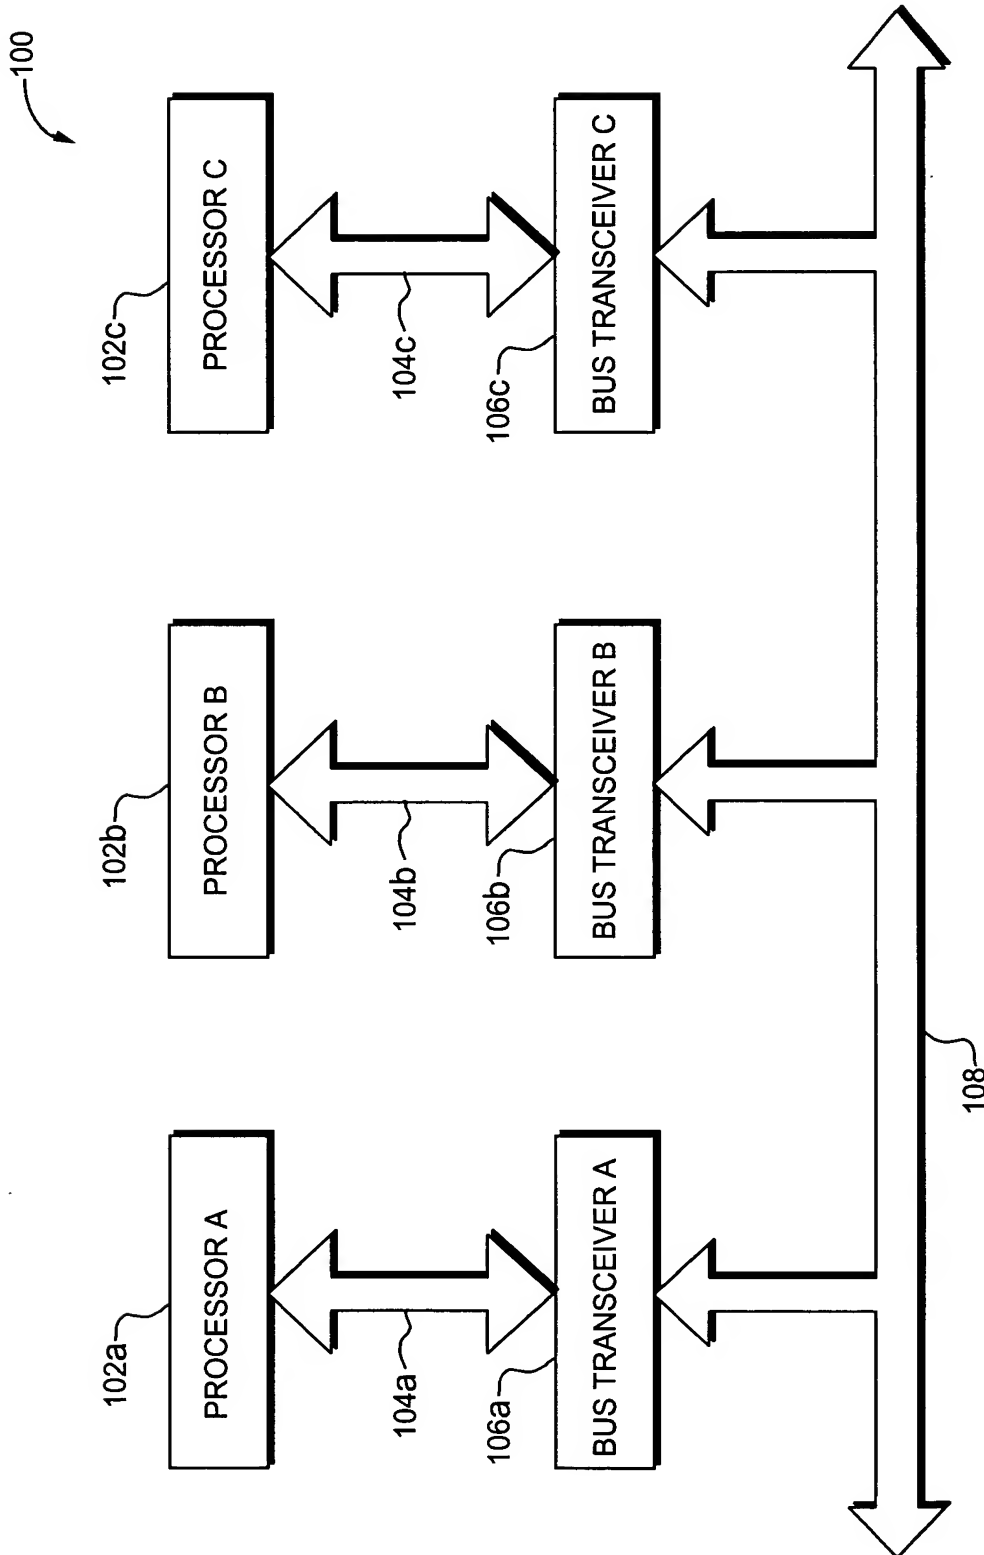 100
102a
102b
102c
PROCESSOR A
PROCESSOR B
PROCESSOR C
104a
104b
104c
106a
106b
106c
BUS TRANSCEIVER A
BUS TRANSCEIVER B
BUS TRANSCEIVER C
108